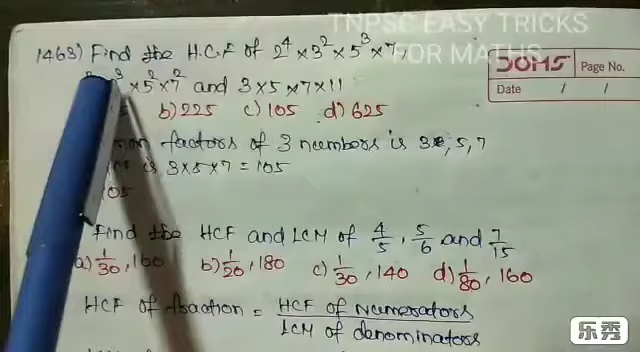 TNPSC EASY TRICKS
FOR MATHS
1463) Find the H.C.F of 2⁴ × 3² × 5³ × 7,
³ × 5² × 7² and 3 × 5 × 7 × 11
5 b) 225 c) 105 d) 625
factors of 3 numbers is 3, 5, 7
is 3 × 5 × 7 = 105
105
DOMS Page No.
Date / /
Find the HCF and LCM of 4/5, 5/6 and 7/15
a) 1/30, 160 b) 1/20, 180 c) 1/30, 140 d) 1/80, 160
HCF of fraction = HCF of Numerators / LCM of denominators
乐秀